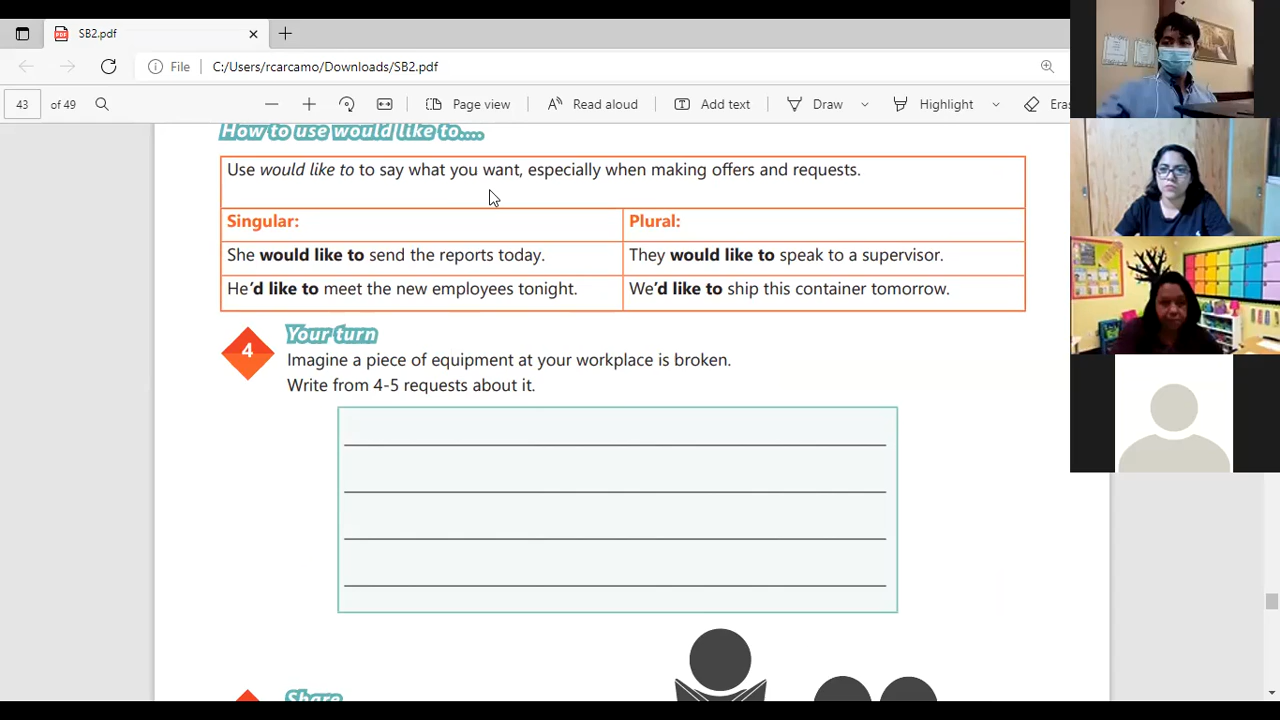 SB2.pdf
File C:/Users/rcarcamo/Downloads/SB2.pdf
43 of 49 Page view Read aloud Add text Draw Highlight Eras
How to use would like to....
Use would like to to say what you want, especially when making offers and requests.
Singular: Plural:
She would like to send the reports today. They would like to speak to a supervisor.
He'd like to meet the new employees tonight. We'd like to ship this container tomorrow.
4 Your turn
Imagine a piece of equipment at your workplace is broken.
Write from 4-5 requests about it.
Share